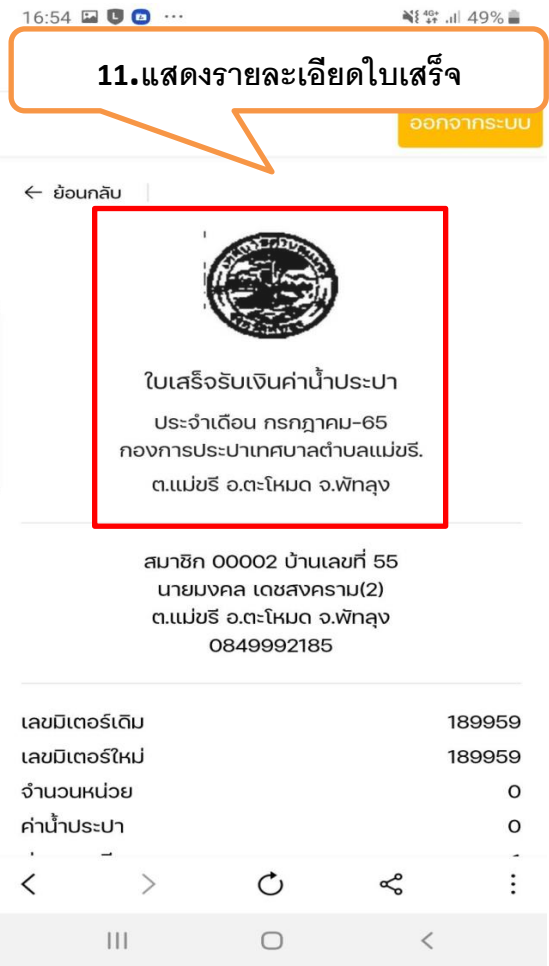 16:54 4G+ 49%
11.แสดงรายละเอียดใบเสร็จ
ออกจากระบบ
← ย้อนกลับ
ใบเสร็จรับเงินค่าน้ำประปา
ประจำเดือน กรกฎาคม-65
กองการประปาเทศบาลตำบลแม่ขรี.
ต.แม่ขรี อ.ตะโหมด จ.พัทลุง
สมาชิก 00002 บ้านเลขที่ 55
นายมงคล เดชสงคราม(2)
ต.แม่ขรี อ.ตะโหมด จ.พัทลุง
0849992185
เลขมิเตอร์เดิม 189959
เลขมิเตอร์ใหม่ 189959
จำนวนหน่วย 0
ค่าน้ำประปา 0